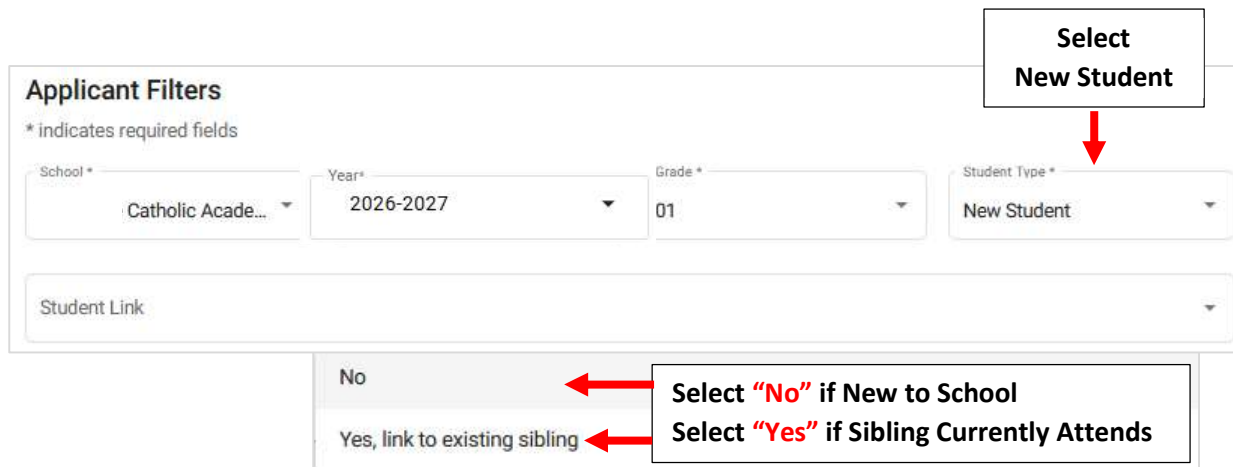 Select
New Student
Applicant Filters
* indicates required fields
School *
Catholic Acade...
Year*
2026-2027
Grade *
01
Student Type *
New Student
Student Link
No
Yes, link to existing sibling
Select “No” if New to School
Select “Yes” if Sibling Currently Attends